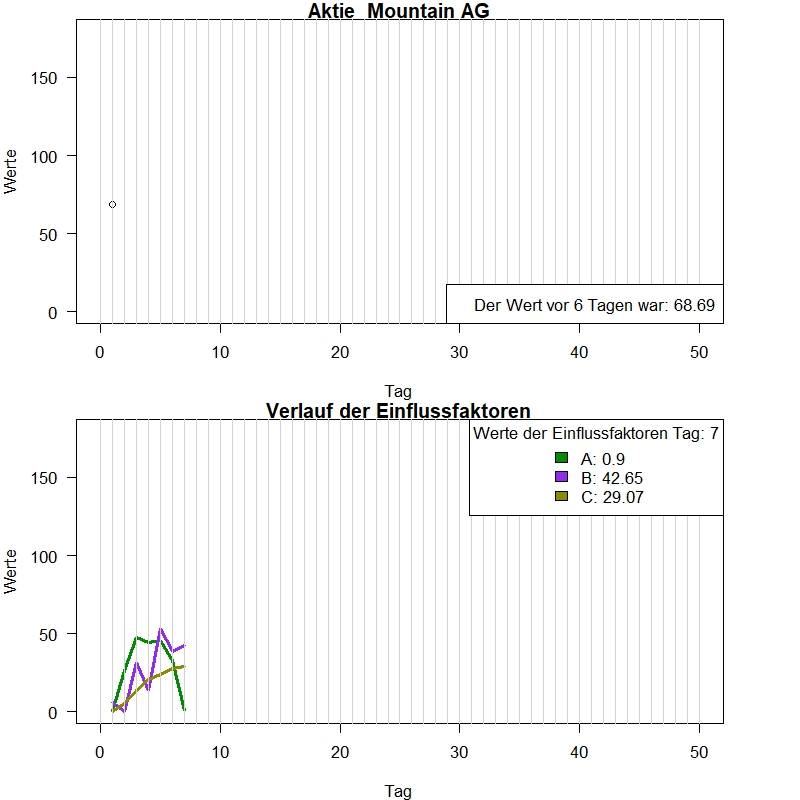 Aktie  Mountain AG
150
100
50
0
Werte
Der Wert vor 6 Tagen war: 68.69
0 10 20 30 40 50
Tag
Verlauf der Einflussfaktoren
Werte der Einflussfaktoren Tag: 7
A: 0.9
B: 42.65
C: 29.07
150
100
50
0
Werte
0 10 20 30 40 50
Tag